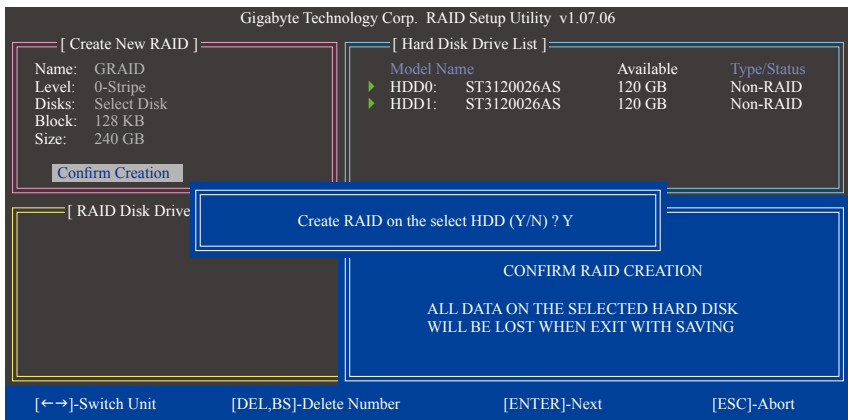 Gigabyte Technology Corp. RAID Setup Utility v1.07.06
[ Create New RAID ]
Name: GRAID
Level: 0-Stripe
Disks: Select Disk
Block: 128 KB
Size: 240 GB
Confirm Creation
[ Hard Disk Drive List ]
Model Name Available Type/Status
HDD0: ST3120026AS 120 GB Non-RAID
HDD1: ST3120026AS 120 GB Non-RAID
[ RAID Disk Drive
Create RAID on the select HDD (Y/N) ? Y
CONFIRM RAID CREATION
ALL DATA ON THE SELECTED HARD DISK
WILL BE LOST WHEN EXIT WITH SAVING
[←→]-Switch Unit [DEL,BS]-Delete Number [ENTER]-Next [ESC]-Abort